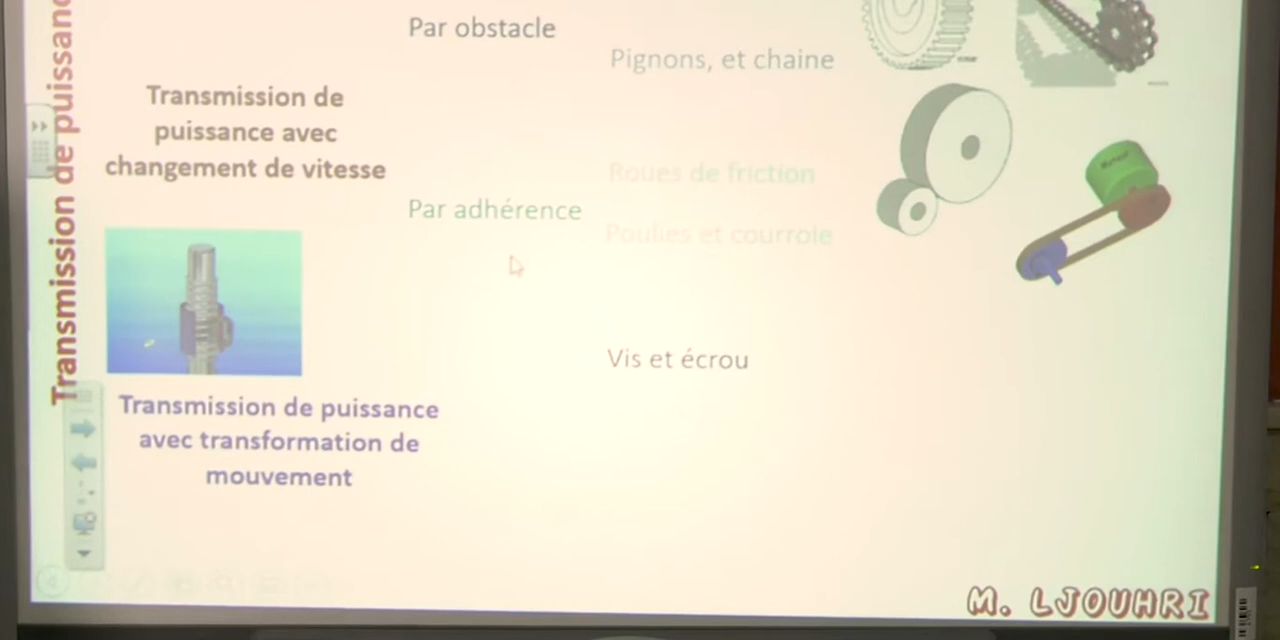 Transmission de puissanc
Par obstacle
Pignons, et chaine
Transmission de
puissance avec
changement de vitesse
Roues de friction
Par adhérence
Poulies et courroie
Vis et écrou
Transmission de puissance
avec transformation de
mouvement
M. LJOUHRI